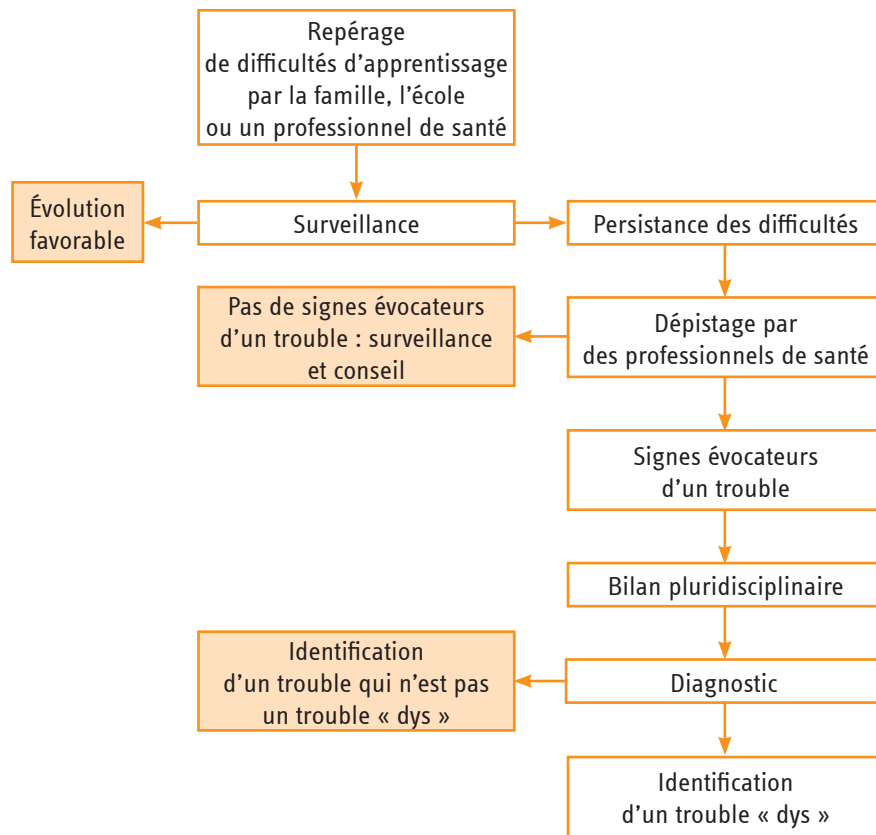 Repérage
de difficultés d'apprentissage
par la famille, l'école
ou un professionnel de santé
Évolution
favorable
Surveillance
Persistance des difficultés
Pas de signes évocateurs
d'un trouble : surveillance
et conseil
Dépistage par
des professionnels de santé
Signes évocateurs
d'un trouble
Bilan pluridisciplinaire
Identification
d'un trouble qui n'est pas
un trouble « dys »
Diagnostic
Identification
d'un trouble « dys »